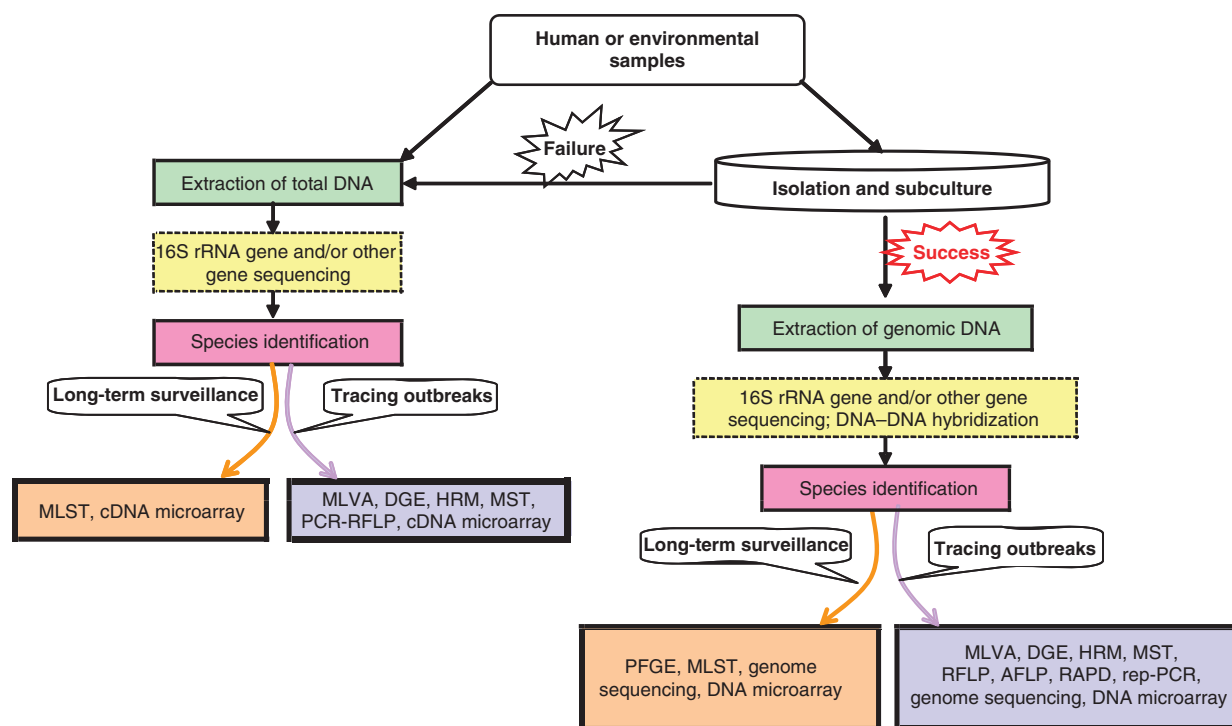 Human or environmental
samples
Failure
Extraction of total DNA
Isolation and subculture
16S rRNA gene and/or other
gene sequencing
Success
Species identification
Extraction of genomic DNA
Long-term surveillance
Tracing outbreaks
16S rRNA gene and/or other gene
sequencing; DNA–DNA hybridization
MLST, cDNA microarray
MLVA, DGE, HRM, MST,
PCR-RFLP, cDNA microarray
Species identification
Long-term surveillance
Tracing outbreaks
PFGE, MLST, genome
sequencing, DNA microarray
MLVA, DGE, HRM, MST,
RFLP, AFLP, RAPD, rep-PCR,
genome sequencing, DNA microarray